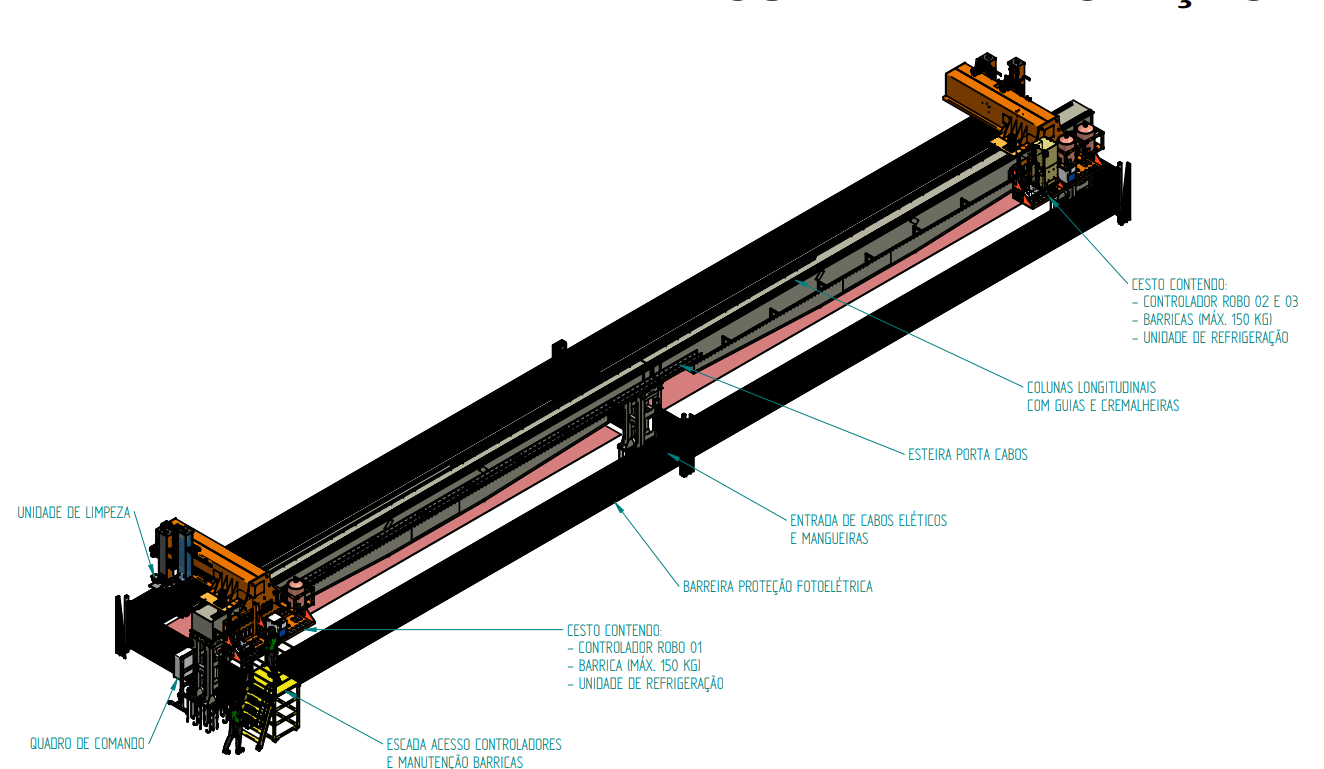 CESTO CONTENDO:
- CONTROLADOR ROBO 02 E 03
- BARRICAS (MÁX. 150 KG)
- UNIDADE DE REFRIGERAÇÃO
COLUNAS LONGITUDINAIS
COM GUIAS E CREMALHEIRAS
ESTEIRA PORTA CABOS
UNIDADE DE LIMPEZA
ENTRADA DE CABOS ELÉTICOS
E MANGUEIRAS
BARREIRA PROTEÇÃO FOTOELÉTRICA
CESTO CONTENDO:
- CONTROLADOR ROBO 01
- BARRICA (MÁX. 150 KG)
- UNIDADE DE REFRIGERAÇÃO
QUADRO DE COMANDO
ESCADA ACESSO CONTROLADORES
E MANUTENÇÃO BARRICAS